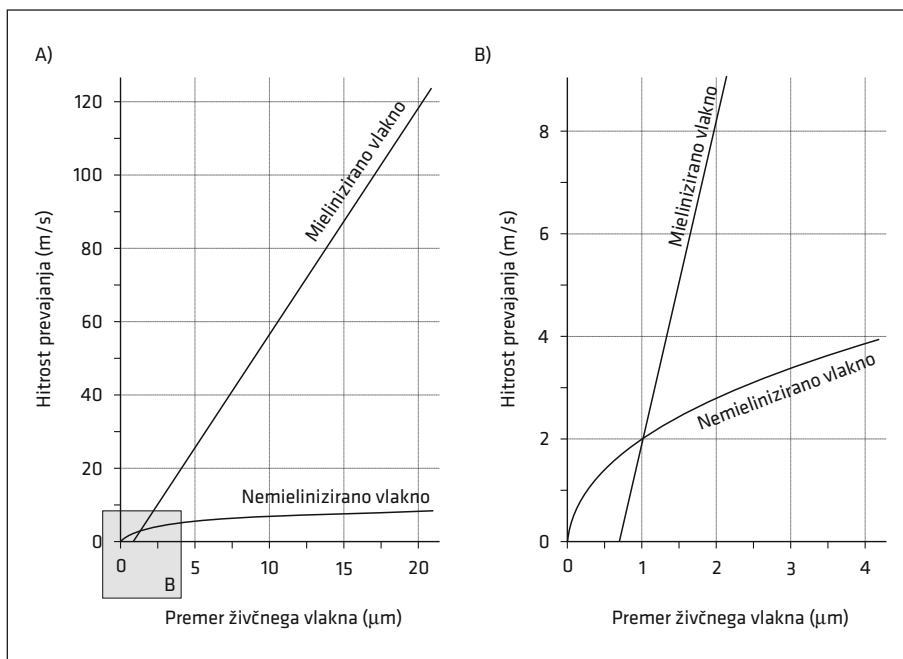 A)
120
100
80
60
40
20
0
Hitrost prevajanja (m/s)
Mielinizirano vlakno
Nemielinizirano vlakno
B
0
5
10
15
20
Premer živčnega vlakna (μm)
B)
8
6
4
2
0
Hitrost prevajanja (m/s)
Mielinizirano vlakno
Nemielinizirano vlakno
0
1
2
3
4
Premer živčnega vlakna (μm)